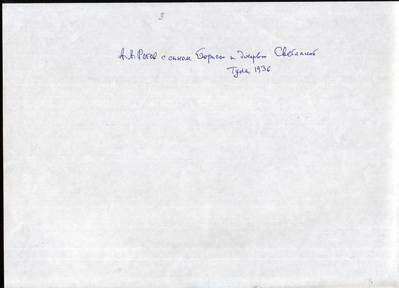 3
А.А. Рогов с сыном Борисом и дочерью Светланой
Тула 1936